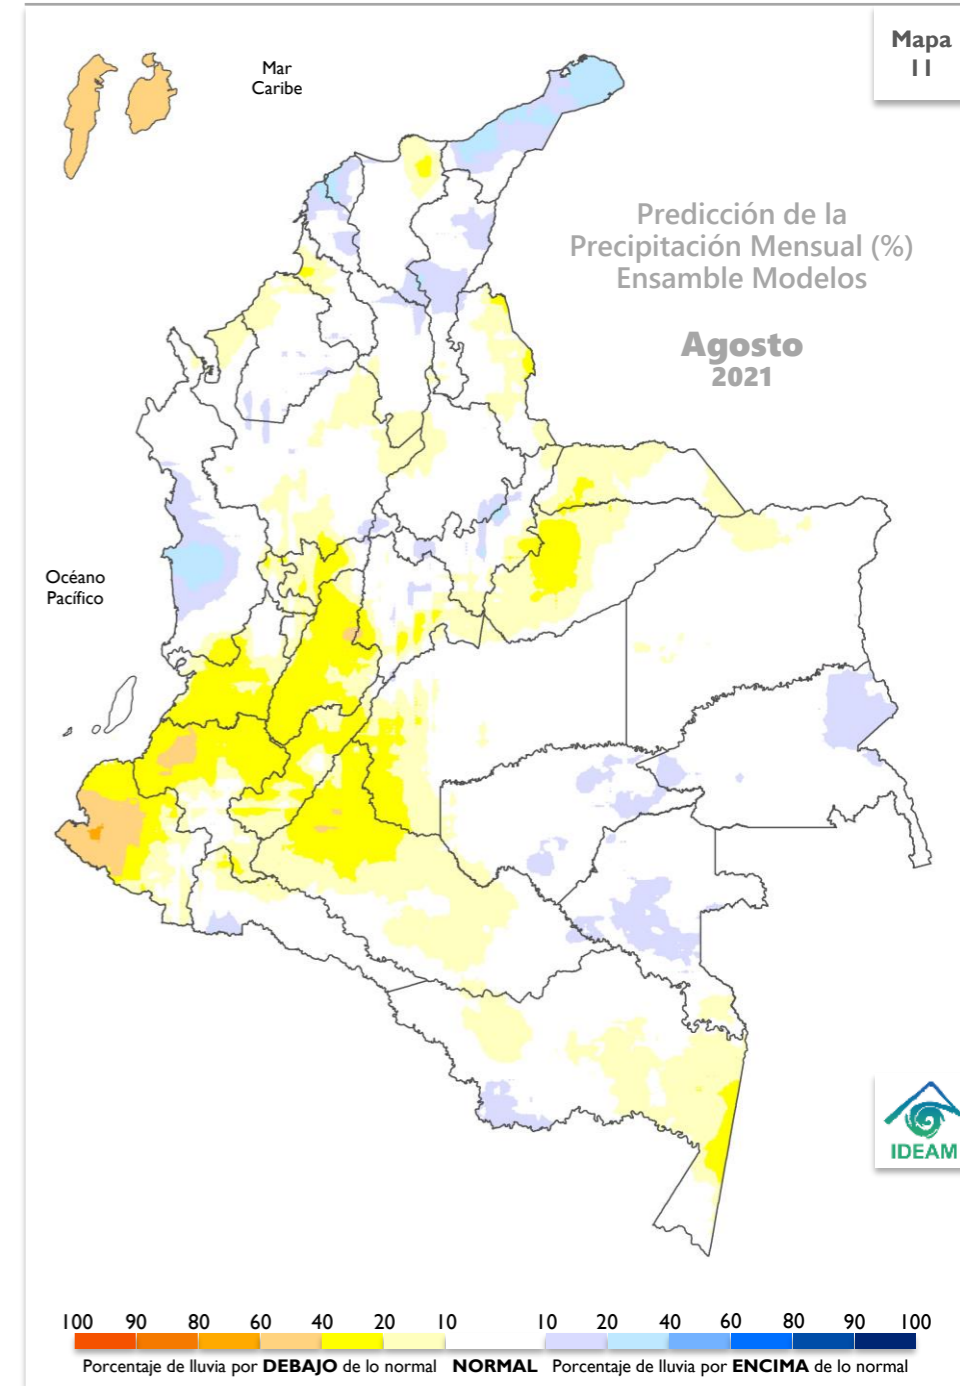 Mapa
11
Mar
Caribe
Predicción de la
Precipitación Mensual (%)
Ensamble Modelos
Agosto
2021
Océano
Pacífico
IDEAM
100 90 80 60 40 20 10 10 20 40 60 80 90 100
Porcentaje de lluvia por DEBAJO de lo normal NORMAL Porcentaje de lluvia por ENCIMA de lo normal